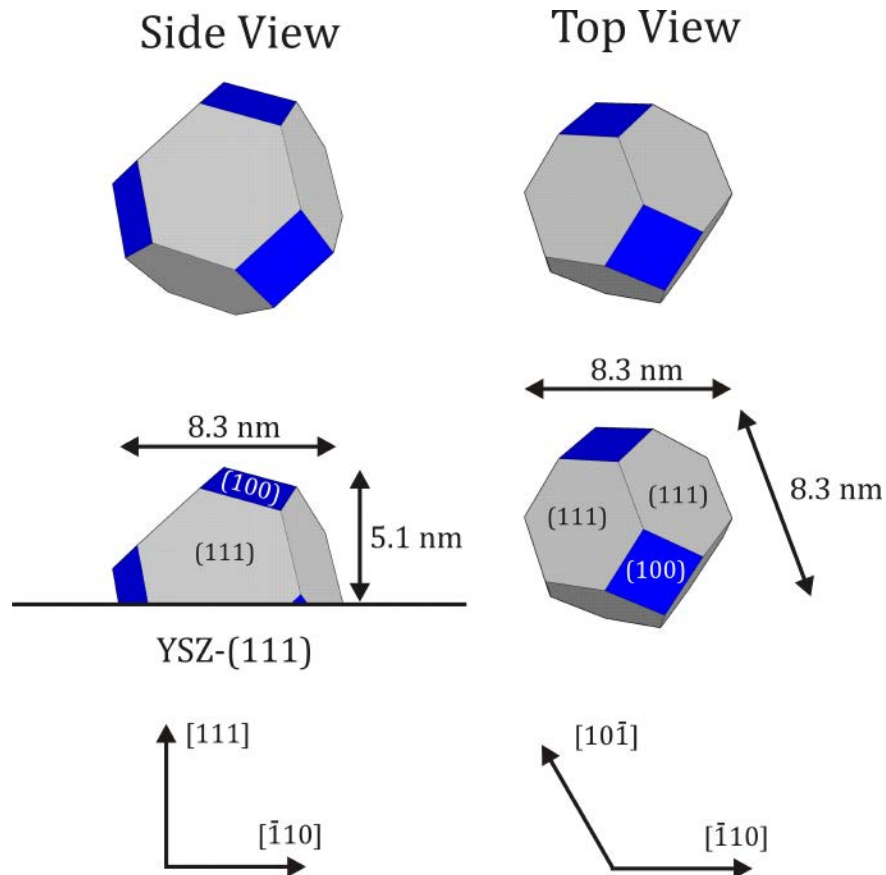 Side View
Top View
8.3 nm
8.3 nm
(100)
(111)
5.1 nm
YSZ-(111)
(111)
(111)
(100)
8.3 nm
[111]
[1̄10]
[101̄]
[1̄10]